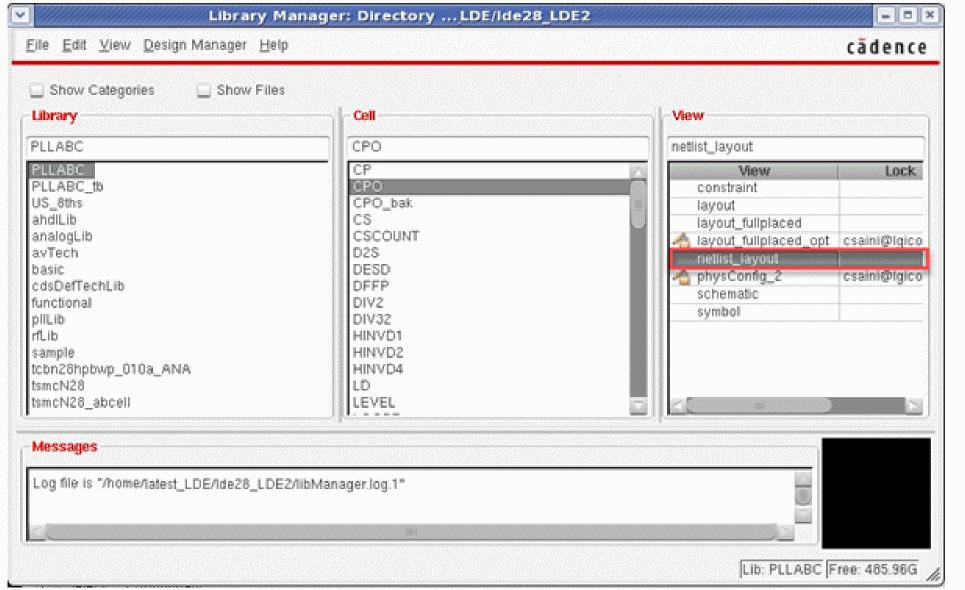 Library Manager: Directory ...LDE/lde28_LDE2
File Edit View Design Manager Help
cādence
Show Categories Show Files
Library
PLLABC
PLLABC
PLLABC_tb
US_8ths
ahdlLib
analogLib
avTech
basic
cdsDefTechLib
functional
pllLib
rfLib
sample
tcbn28hpbwp_010a_ANA
tsmcN28
tsmcN28_abcell
Cell
CPO
CP
CPO
CPO_bak
CS
CSCOUNT
D2S
DESD
DFFP
DIV2
DIV32
HINVD1
HINVD2
HINVD4
LD
LEVEL
View
netlist_layout
View Lock
constraint
layout
layout_fullplaced
layout_fullplaced_opt csaini@lgico
netlist_layout
physConfig_2 csaini@lgico
schematic
symbol
Messages
Log file is "/home/latest_LDE/lde28_LDE2/libManager.log.1"
Lib: PLLABC Free: 485.96G